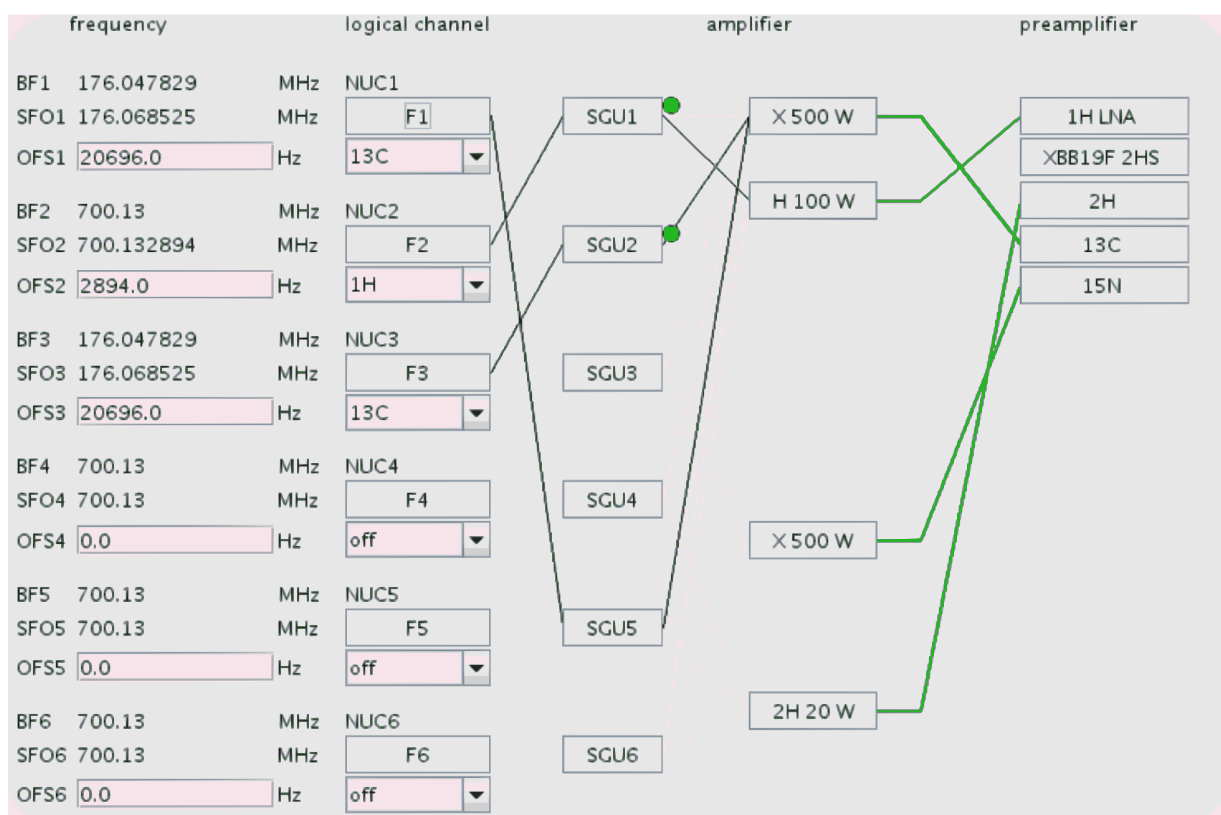 frequency logical channel amplifier preamplifier
BF1 176.047829 MHz NUC1
SFO1 176.068525 MHz F1 SGU1 X 500 W 1H LNA
OFS1 20696.0 Hz 13C XBB19F 2HS
BF2 700.13 MHz NUC2 H 100 W 2H
SFO2 700.132894 MHz F2 SGU2 13C
OFS2 2894.0 Hz 1H 15N
BF3 176.047829 MHz NUC3
SFO3 176.068525 MHz F3 SGU3
OFS3 20696.0 Hz 13C
BF4 700.13 MHz NUC4
SFO4 700.13 MHz F4 SGU4
OFS4 0.0 Hz off X 500 W
BF5 700.13 MHz NUC5
SFO5 700.13 MHz F5 SGU5
OFS5 0.0 Hz off
BF6 700.13 MHz NUC6 2H 20 W
SFO6 700.13 MHz F6 SGU6
OFS6 0.0 Hz off